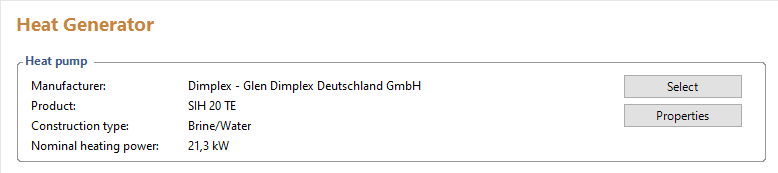 Heat Generator
Heat pump
Manufacturer: Dimplex - Glen Dimplex Deutschland GmbH Select
Product: SIH 20 TE
Properties
Construction type: Brine/Water
Nominal heating power: 21,3 kW